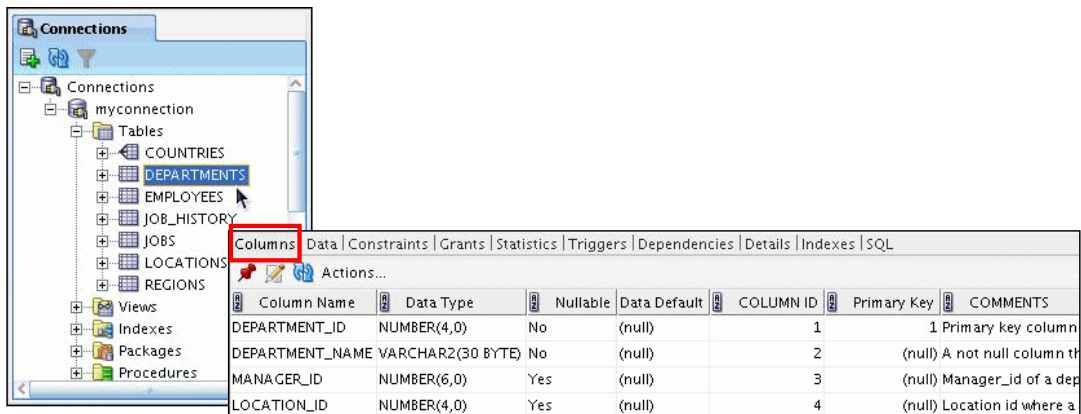 Connections
Connections
myconnection
Tables
COUNTRIES
DEPARTMENTS
EMPLOYEES
JOB_HISTORY
JOBS
LOCATIONS
REGIONS
Views
Indexes
Packages
Procedures
Columns Data Constraints Grants Statistics Triggers Dependencies Details Indexes SQL
Actions...
Column Name Data Type Nullable Data Default COLUMN ID Primary Key COMMENTS
DEPARTMENT_ID NUMBER(4,0) No (null) 1 1 Primary key column
DEPARTMENT_NAME VARCHAR2(30 BYTE) No (null) 2 (null) A not null column th
MANAGER_ID NUMBER(6,0) Yes (null) 3 (null) Manager_id of a dep
LOCATION_ID NUMBER(4,0) Yes (null) 4 (null) Location id where a